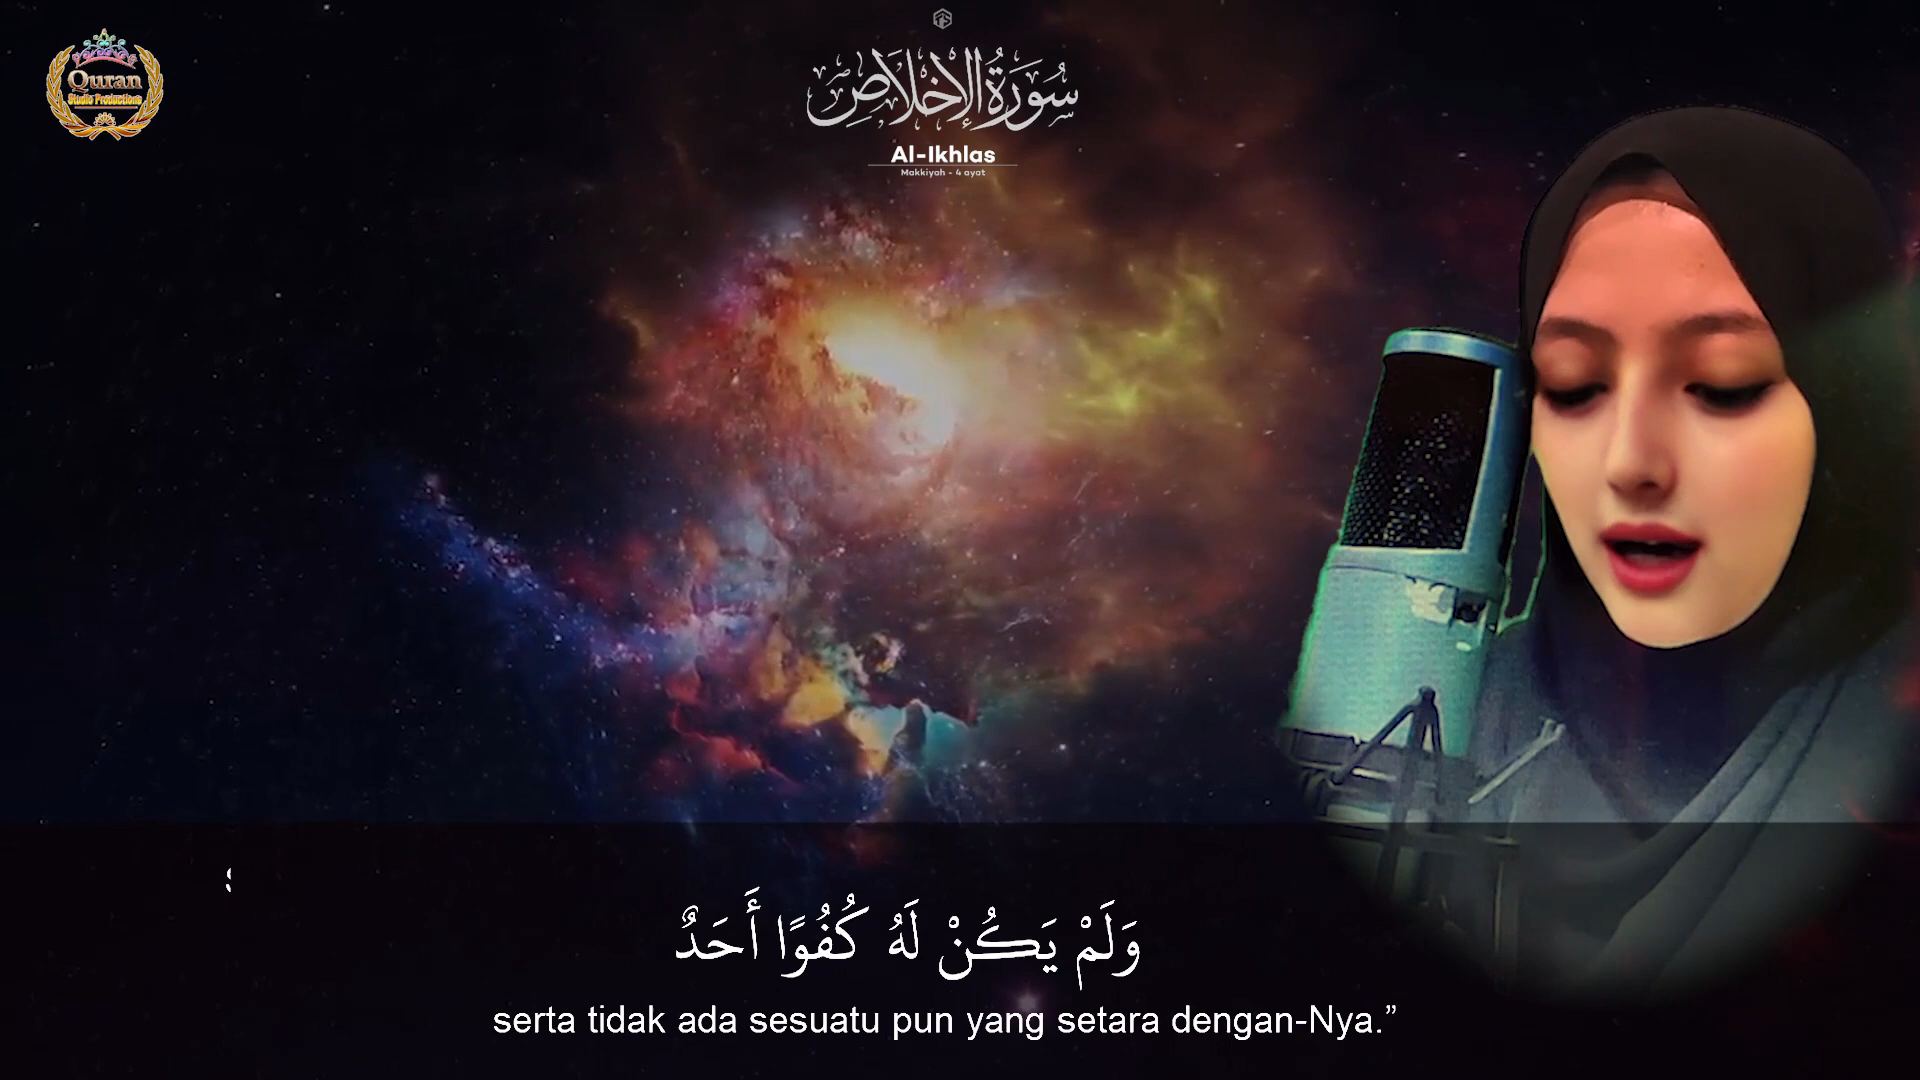 Quran
Studio Productions
سُورَةُ الإِخْلَاصِ
Al-Ikhlas
Makkiyah - 4 ayat
وَلَمْ يَكُنْ لَهُ كُفُوًا أَحَدٌ
serta tidak ada sesuatu pun yang setara dengan-Nya.”